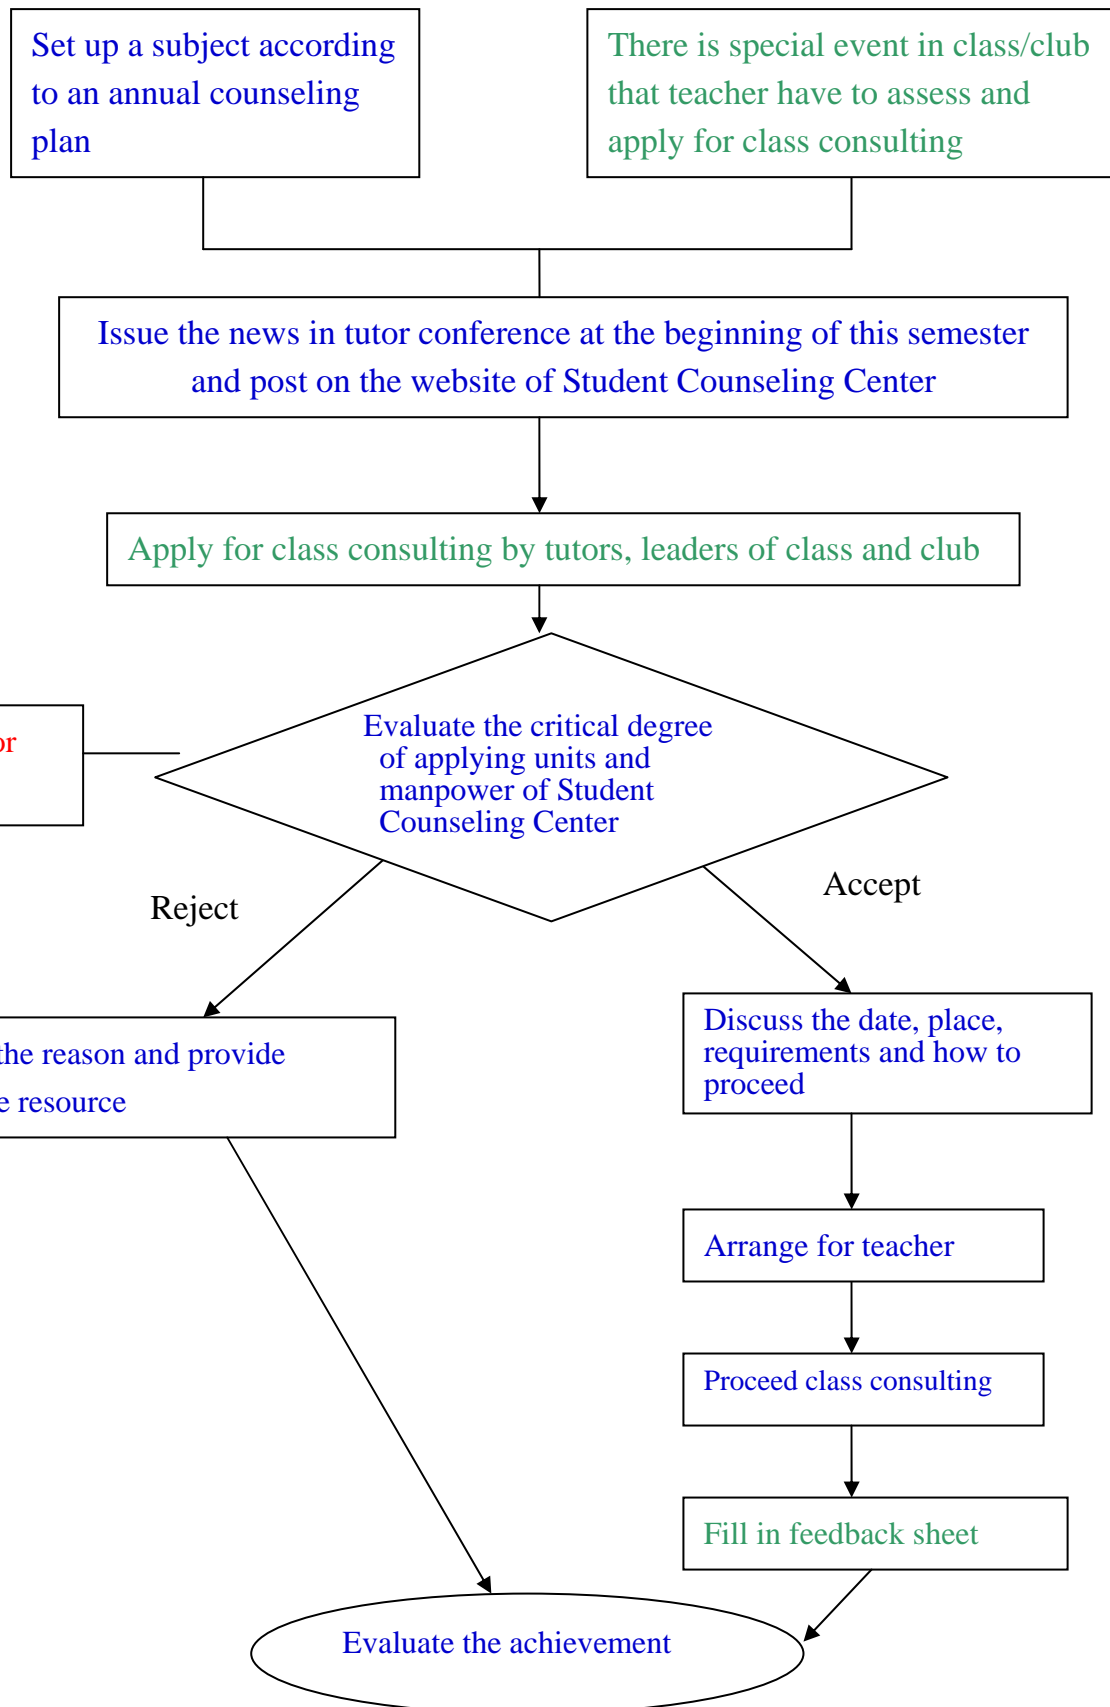 Set up a subject according
to an annual counseling
plan
There is special event in class/club
that teacher have to assess and
apply for class consulting
Issue the news in tutor conference at the beginning of this semester
and post on the website of Student Counseling Center
Apply for class consulting by tutors, leaders of class and club
or
Evaluate the critical degree
of applying units and
manpower of Student
Counseling Center
Reject
Accept
the reason and provide
e resource
Discuss the date, place,
requirements and how to
proceed
Arrange for teacher
Proceed class consulting
Fill in feedback sheet
Evaluate the achievement